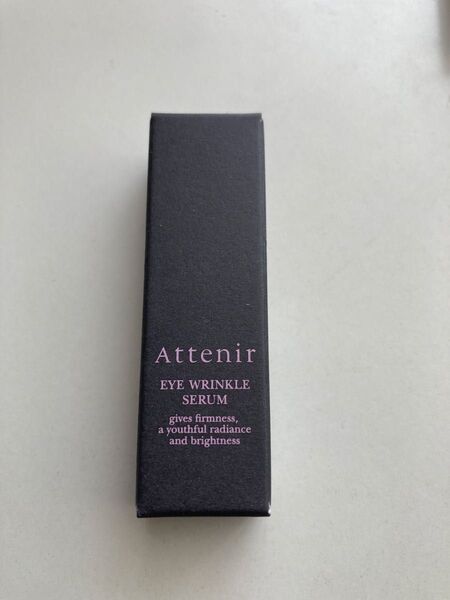 Attenir
EYE WRINKLE
SERUM
gives firmness,
a youthful radiance
and brightness